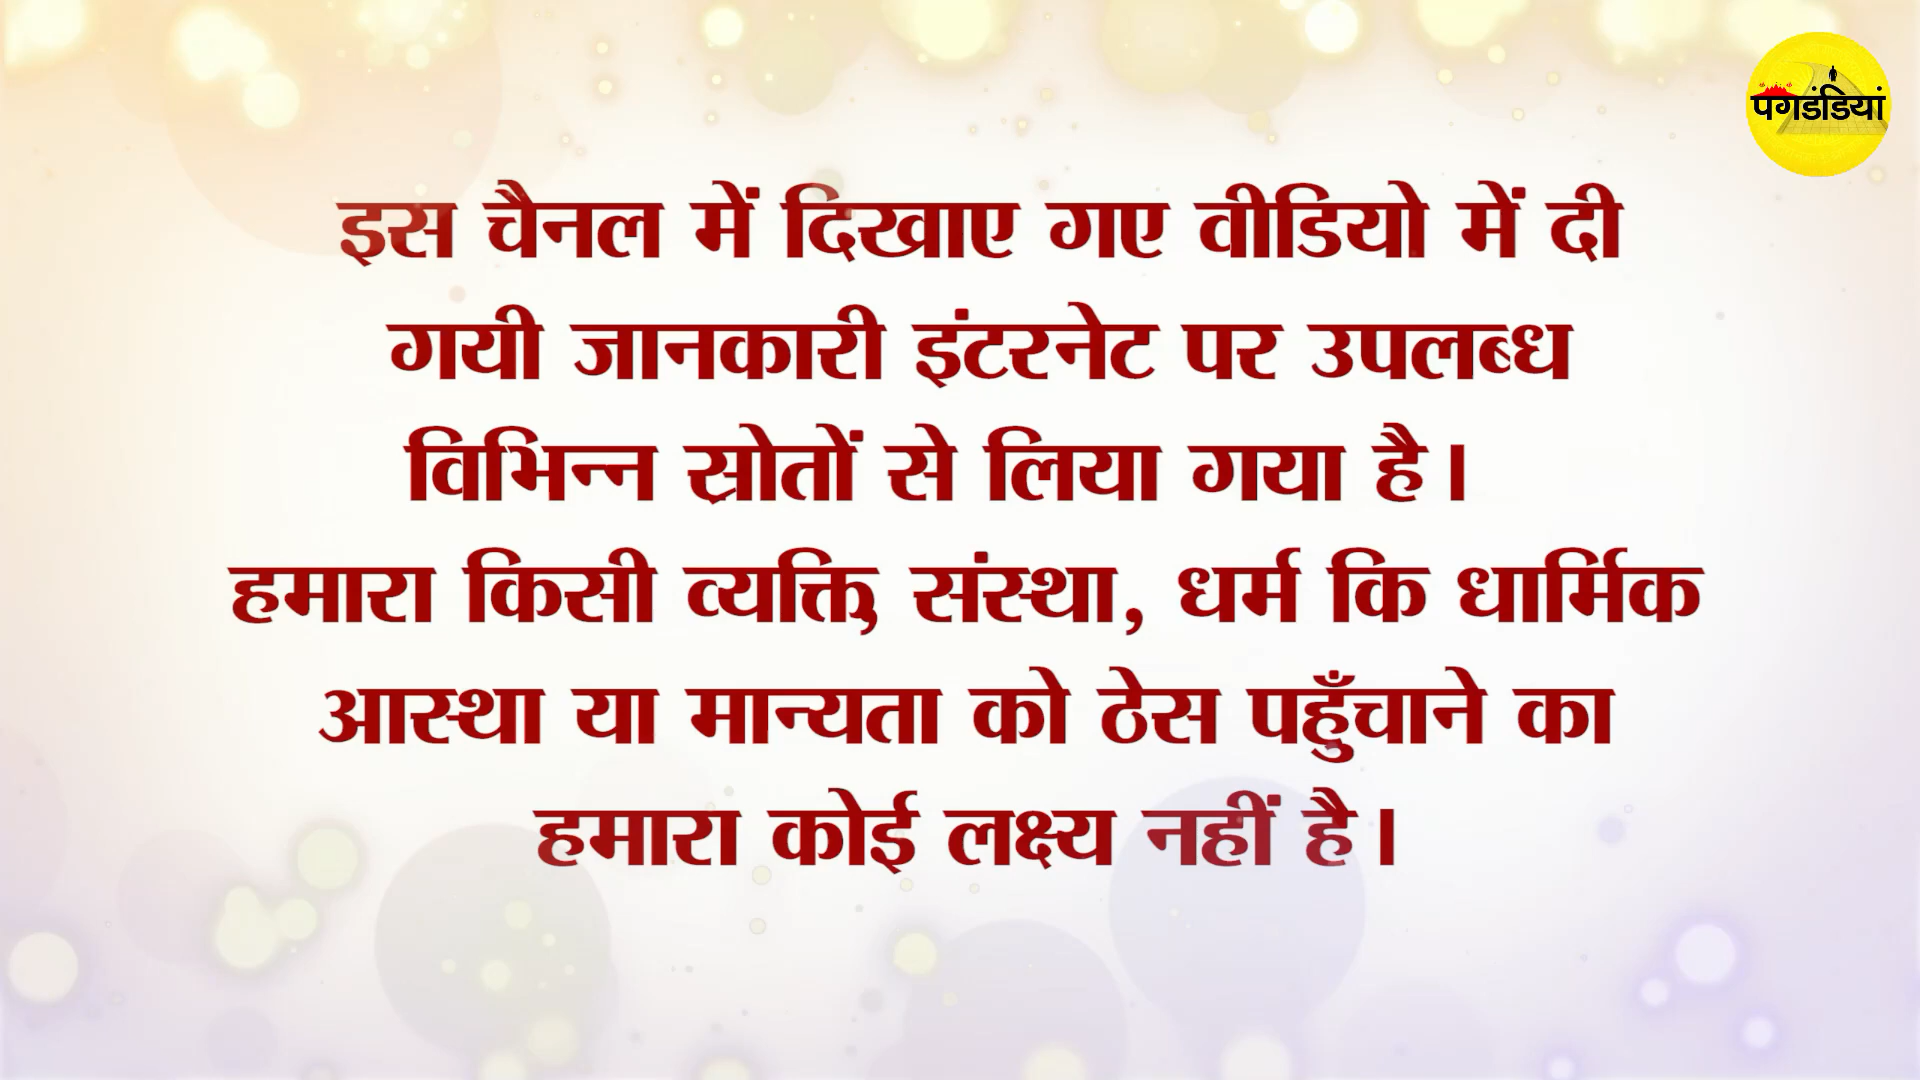 पगडंडियां
इस चैनल में दिखाए गए वीडियो में दी
गयी जानकारी इंटरनेट पर उपलब्ध
विभिन्न स्रोतों से लिया गया है।
हमारा किसी व्यक्ति, संस्था, धर्म कि धार्मिक
आस्था या मान्यता को ठेस पहुँचाने का
हमारा कोई लक्ष्य नहीं है।